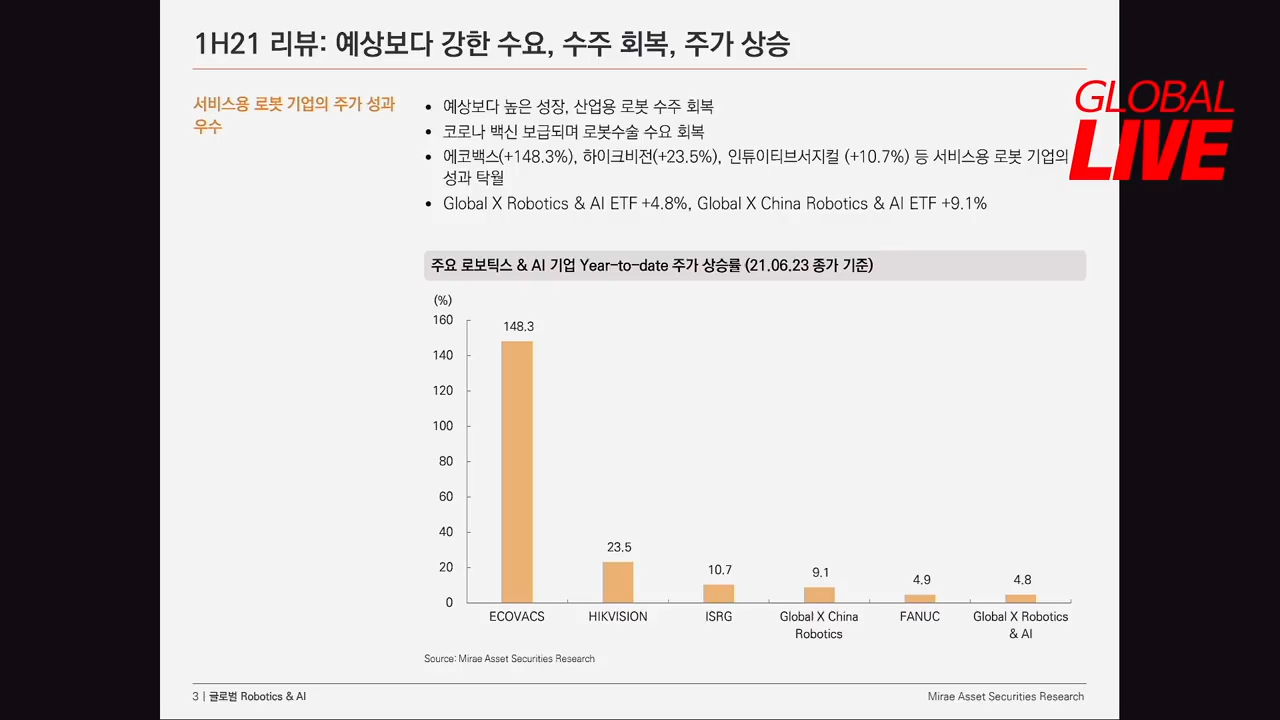 1H21 리뷰: 예상보다 강한 수요, 수주 회복, 주가 상승
GLOBAL
LIVE
서비스용 로봇 기업의 주가 성과
우수
• 예상보다 높은 성장, 산업용 로봇 수주 회복
• 코로나 백신 보급되며 로봇수술 수요 회복
• 에코백스(+148.3%), 하이크비전(+23.5%), 인튜이티브서지컬 (+10.7%) 등 서비스용 로봇 기업의
성과 탁월
• Global X Robotics & AI ETF +4.8%, Global X China Robotics & AI ETF +9.1%
주요 로보틱스 & AI 기업 Year-to-date 주가 상승률 (21.06.23 종가 기준)
(%)
160
140
120
100
80
60
40
20
0
148.3
23.5
10.7
9.1
4.9
4.8
ECOVACS
HIKVISION
ISRG
Global X China
Robotics
FANUC
Global X Robotics
& AI
Source: Mirae Asset Securities Research
3 | 글로벌 Robotics & AI
Mirae Asset Securities Research